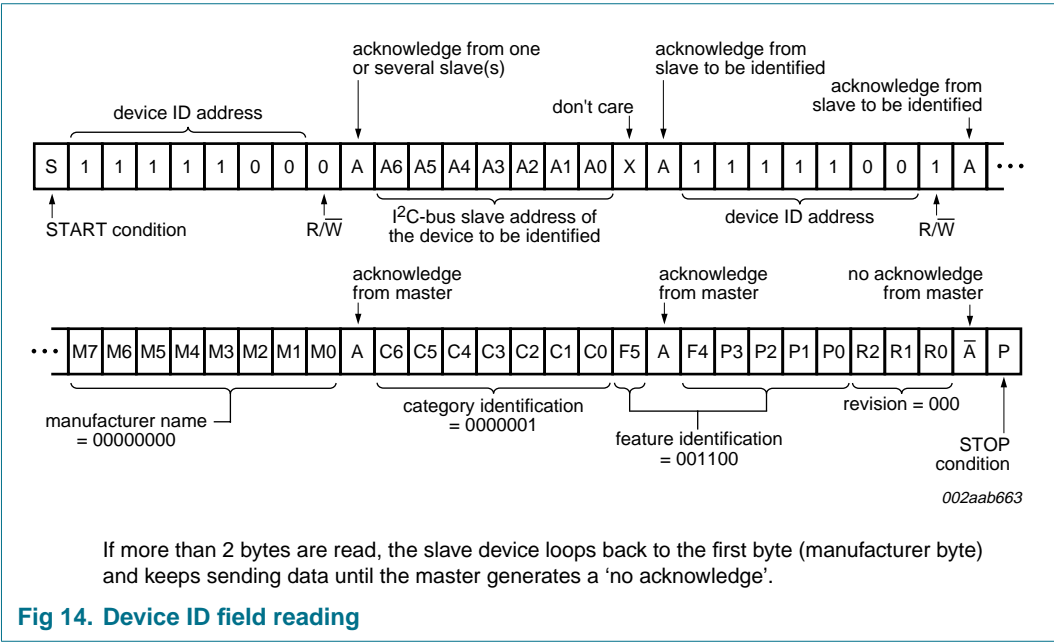 acknowledge from one
or several slave(s)
acknowledge from
slave to be identified
acknowledge from
slave to be identified
device ID address
don't care
S 1 1 1 1 1 0 0 0 A A6 A5 A4 A3 A2 A1 A0 X A 1 1 1 1 1 0 0 1 A •••
START condition
R/W̅
I²C-bus slave address of
the device to be identified
device ID address
R/W̅
acknowledge
from master
acknowledge
from master
no acknowledge
from master
••• M7 M6 M5 M4 M3 M2 M1 M0 A C6 C5 C4 C3 C2 C1 C0 F5 A F4 P3 P2 P1 P0 R2 R1 R0 A̅ P
manufacturer name
= 00000000
category identification
= 0000001
feature identification
= 001100
revision = 000
STOP
condition
002aab663
If more than 2 bytes are read, the slave device loops back to the first byte (manufacturer byte)
and keeps sending data until the master generates a ‘no acknowledge’.
Fig 14. Device ID field reading